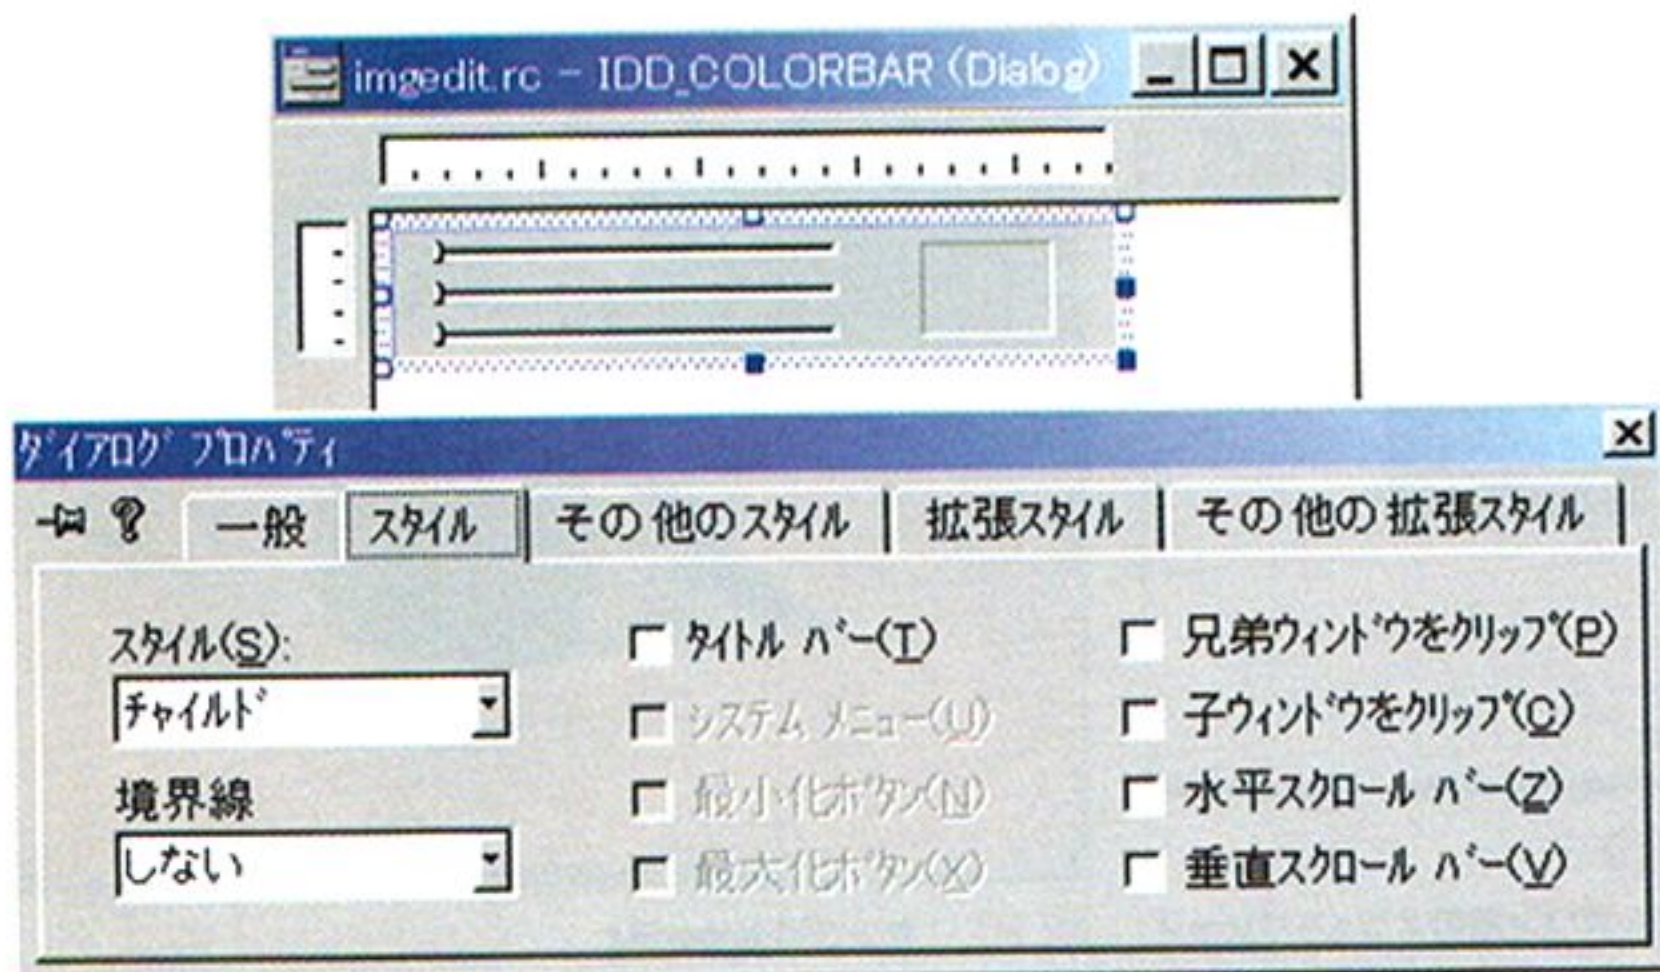 imgedit.rc - IDD_COLORBAR (Dialog)
ﾀﾞｲｱﾛｸﾞ ﾌﾟﾛﾊﾟﾃｨ
一般 ｽﾀｲﾙ その他のｽﾀｲﾙ 拡張ｽﾀｲﾙ その他の拡張ｽﾀｲﾙ
ｽﾀｲﾙ(S):
ﾁｬｲﾙﾄﾞ
境界線
しない
ﾀｲﾄﾙ ﾊﾞｰ(T)
ｼｽﾃﾑ ﾒﾆｭｰ(U)
最小化ﾎﾞﾀﾝ(N)
最大化ﾎﾞﾀﾝ(X)
兄弟ｳｨﾝﾄﾞｳをｸﾘｯﾌﾟ(P)
子ｳｨﾝﾄﾞｳをｸﾘｯﾌﾟ(C)
水平ｽｸﾛｰﾙ ﾊﾞｰ(Z)
垂直ｽｸﾛｰﾙ ﾊﾞｰ(V)